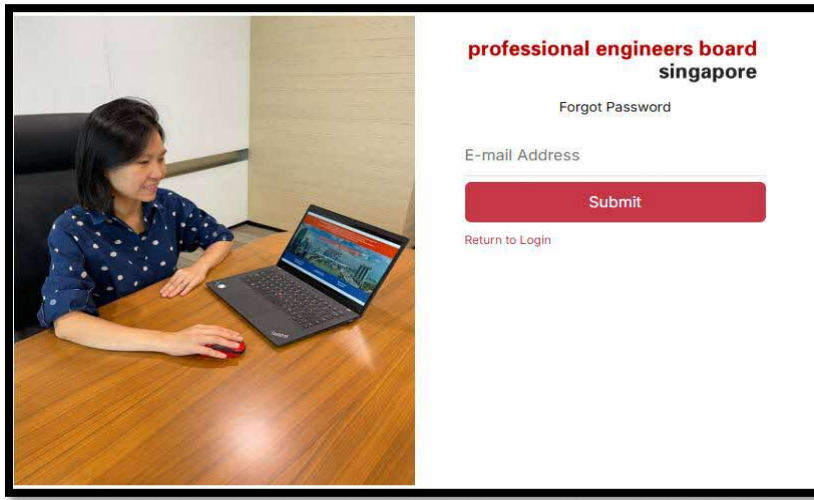 professional engineers board
singapore
Forgot Password
E-mail Address
Submit
Return to Login